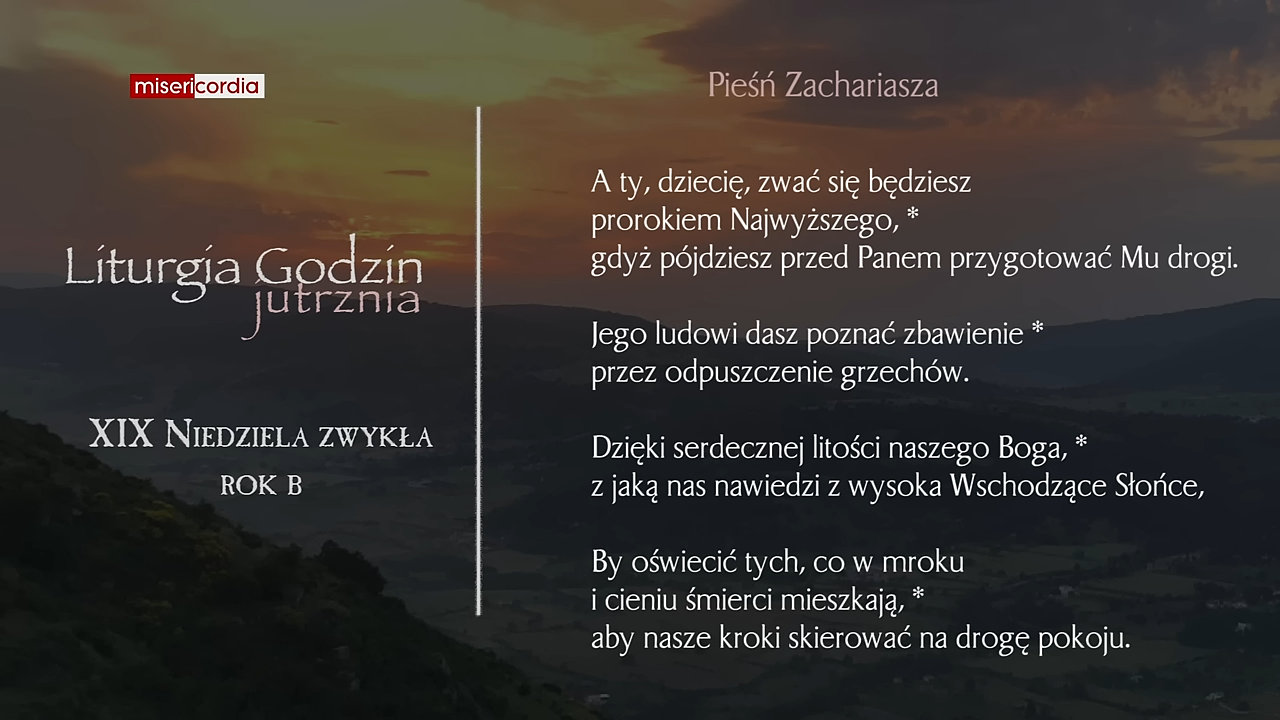 misericordia
Liturgia Godzin
jutrznia
XIX Niedziela zwykła
rok B
Pieśń Zachariasza
A ty, dziecię, zwać się będziesz
prorokiem Najwyższego, *
gdyż pójdziesz przed Panem przygotować Mu drogi.
Jego ludowi dasz poznać zbawienie *
przez odpuszczenie grzechów.
Dzięki serdecznej litości naszego Boga, *
z jaką nas nawiedzi z wysoka Wschodzące Słońce,
By oświecić tych, co w mroku
i cieniu śmierci mieszkają, *
aby nasze kroki skierować na drogę pokoju.